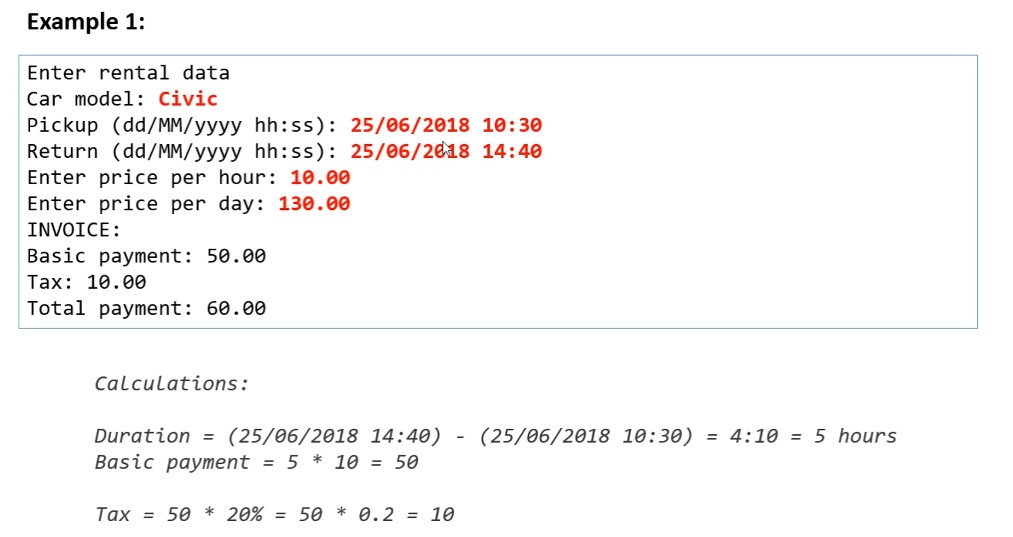 Example 1:
Enter rental data
Car model: Civic
Pickup (dd/MM/yyyy hh:ss): 25/06/2018 10:30
Return (dd/MM/yyyy hh:ss): 25/06/2018 14:40
Enter price per hour: 10.00
Enter price per day: 130.00
INVOICE:
Basic payment: 50.00
Tax: 10.00
Total payment: 60.00
Calculations:
Duration = (25/06/2018 14:40) - (25/06/2018 10:30) = 4:10 = 5 hours
Basic payment = 5 * 10 = 50
Tax = 50 * 20% = 50 * 0.2 = 10